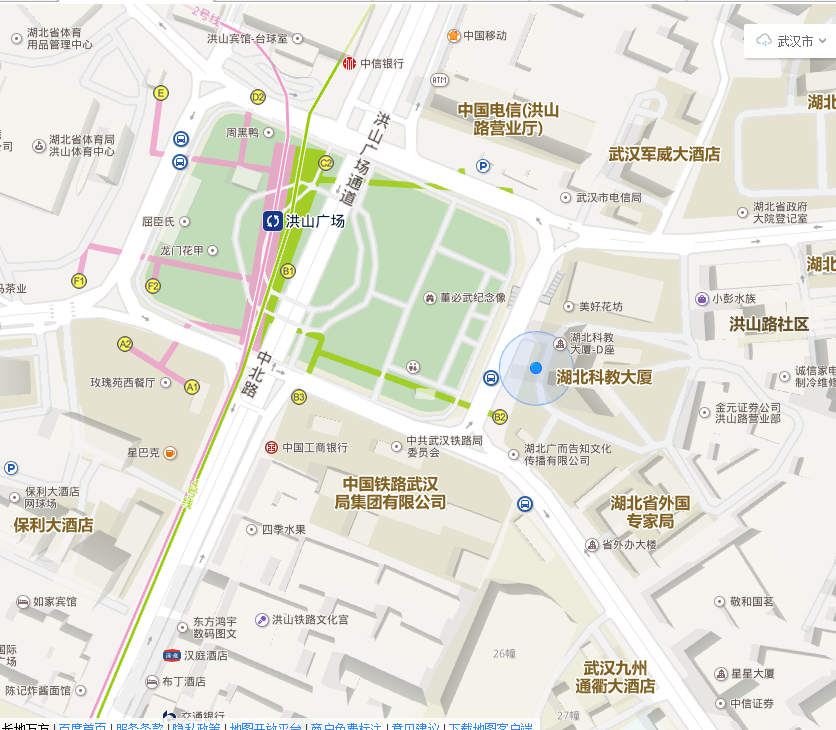 2号线
湖北省体育
用品管理中心
洪山宾馆-台球室
中国移动
武汉市
中信银行
ATM
E
D2
湖北
中国电信(洪山
路营业厅)
洪山广场通道
周黑鸭
湖北省体育局
洪山体育中心
公司
C2
P
武汉军威大酒店
武汉市电信局
湖北省政府
大院登记室
屈臣氏
洪山广场
龙门花甲
湖北
B1
F1
F2
马茶业
董必武纪念像
美好花坊
小彭水族
洪山路社区
A2
湖北科教
大厦-D座
中北路
玫瑰苑西餐厅
A1
湖北科教大厦
诚信家电
制冷维修
B3
B2
金元证券公司
洪山路营业部
星巴克
中国工商银行
中共武汉铁路局
委员会
湖北广而告知文化
传播有限公司
P
保利大酒店
网球场
中国铁路武汉
局集团有限公司
湖北省外国
专家局
保利大酒店
四季水果
省外办大楼
如家宾馆
敬和国茗
东方鸿宇
数码图文
洪山铁路文化宫
国际
广场
汉庭酒店
26幢
布丁酒店
武汉九州
通衢大酒店
星星大厦
陈记炸酱面馆
中信证券
交通银行
27幢
长地万方 | 百度首页 | 服务条款 | 隐私政策 | 地图开放平台 | 商户免费标注 | 意见建议 | 下载地图客户端